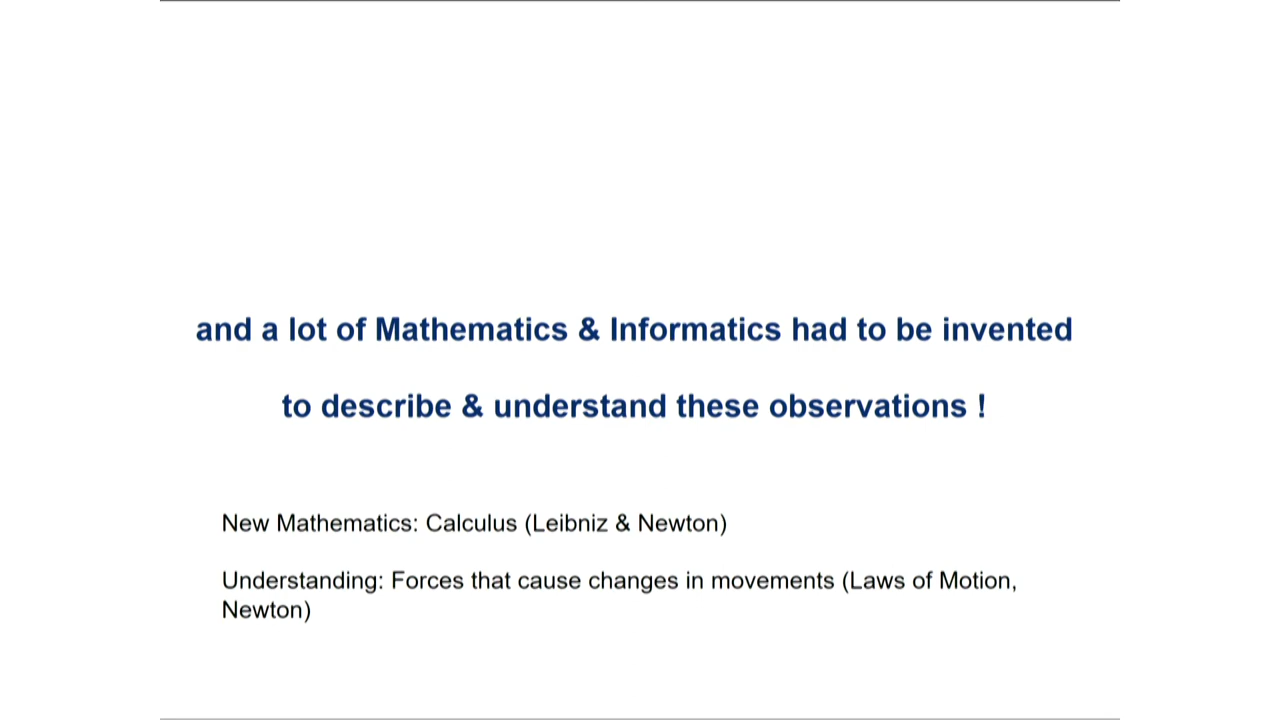 and a lot of Mathematics & Informatics had to be invented
to describe & understand these observations !
New Mathematics: Calculus (Leibniz & Newton)
Understanding: Forces that cause changes in movements (Laws of Motion,
Newton)